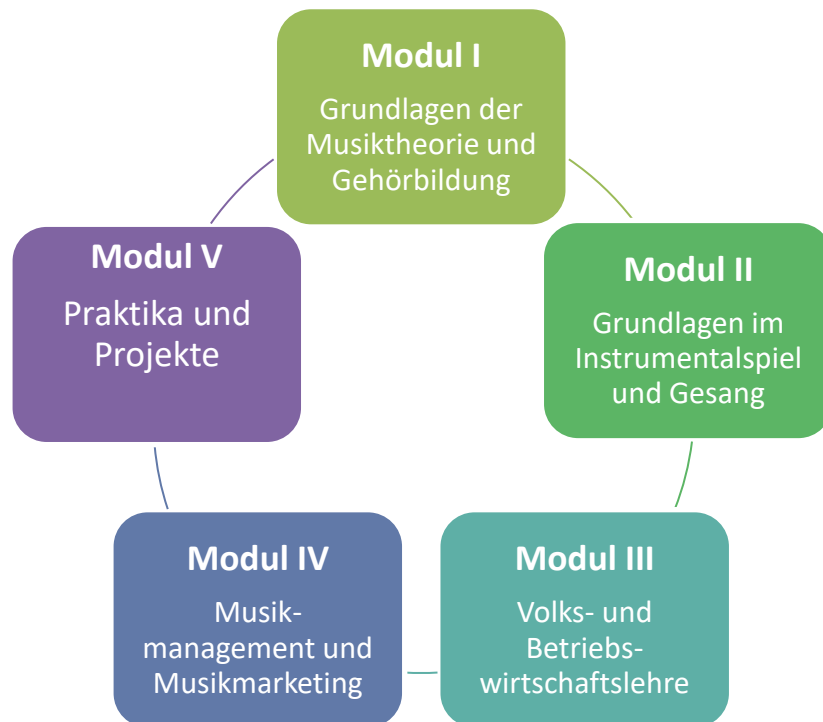 Modul I
Grundlagen der
Musiktheorie und
Gehörbildung
Modul II
Grundlagen im
Instrumentalspiel
und Gesang
Modul III
Volks- und
Betriebs-
wirtschaftslehre
Modul IV
Musik-
management und
Musikmarketing
Modul V
Praktika und
Projekte